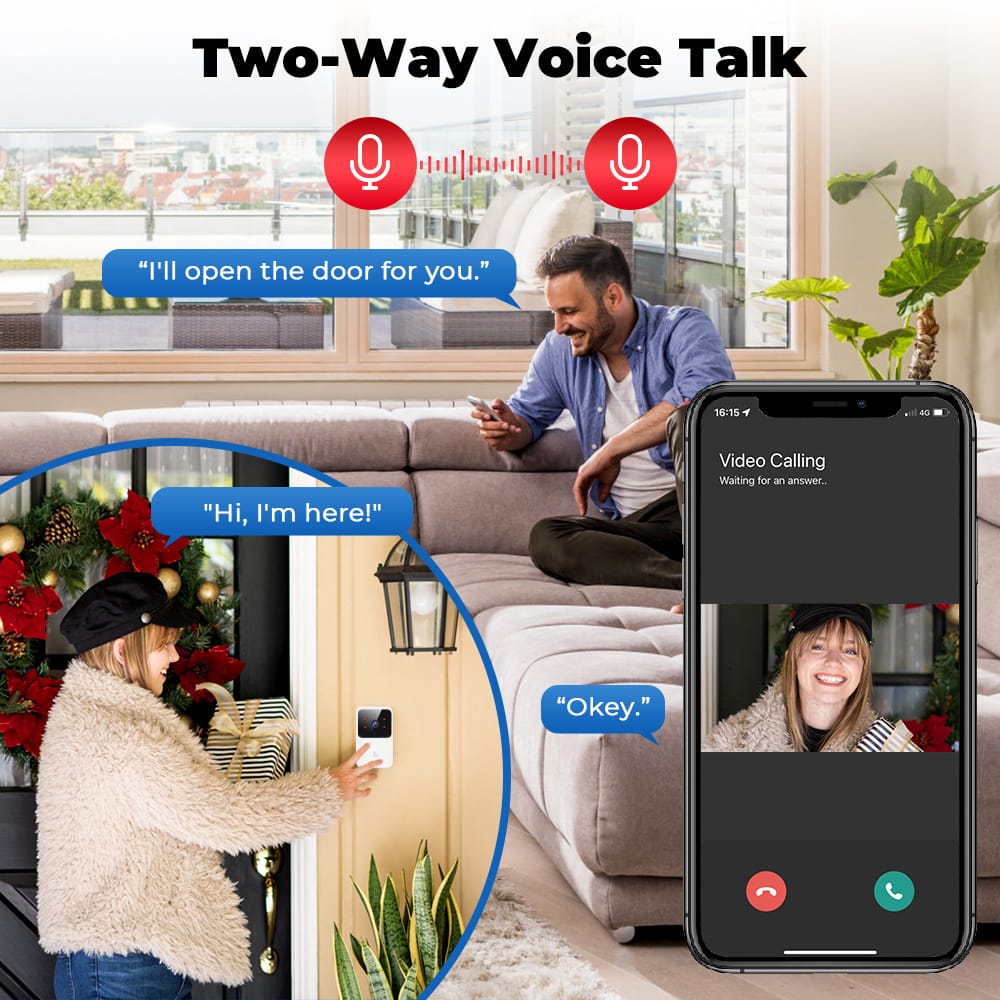 Two-Way Voice Talk
“I'll open the door for you.”
"Hi, I'm here!"
16:15
4G
Video Calling
Waiting for an answer..
“Okey.”